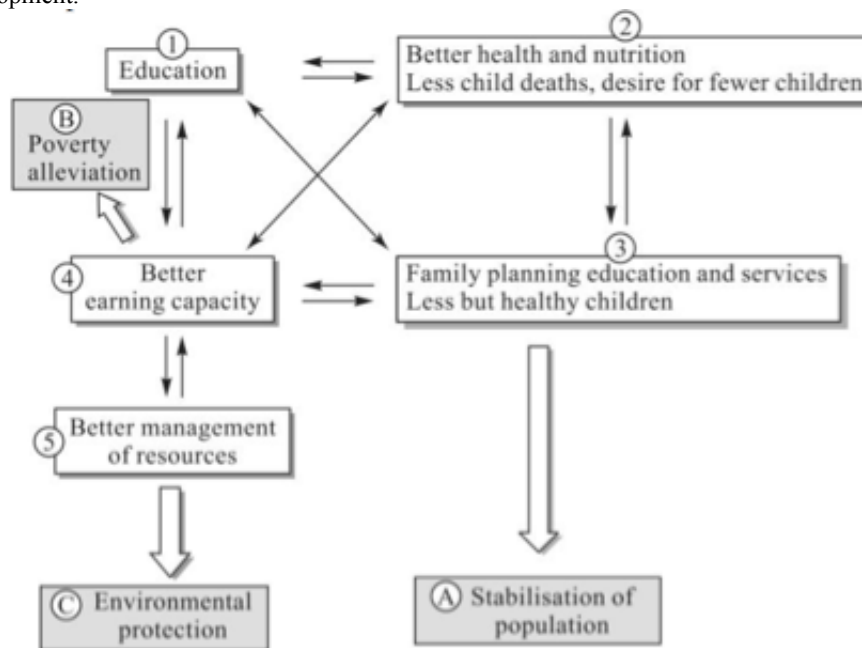 opment.
1
Education
2
Better health and nutrition
Less child deaths, desire for fewer children
B
Poverty
alleviation
3
4
Better
earning capacity
Family planning education and services
Less but healthy children
5
Better management
of resources
C
Environmental
protection
A
Stabilisation of
population